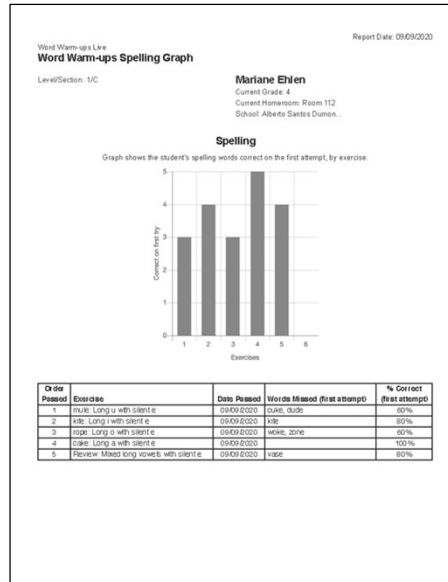 Report Date: 09/09/2020
Word Warm-ups Live
Word Warm-ups Spelling Graph
Level/Section: 1/C
Mariane Ehlen
Current Grade: 4
Current Homeroom: Room 112
School: Alberto Santos Dumon...
Spelling
Graph shows the student's spelling words correct on the first attempt, by exercise.
5
4
3
2
1
0
Correct on first try
1 2 3 4 5 6
Exercises
Order Passed Exercise Date Passed Words Missed (first attempt) % Correct (first attempt)
1 mule: Long u with silent e 09/09/2020 cuke, dude 60%
2 kite: Long i with silent e 09/09/2020 kite 80%
3 rope: Long o with silent e 09/09/2020 woke, zone 60%
4 cake: Long a with silent e 09/09/2020 100%
5 Review: Mixed long vowels with silent e 09/09/2020 vase 80%